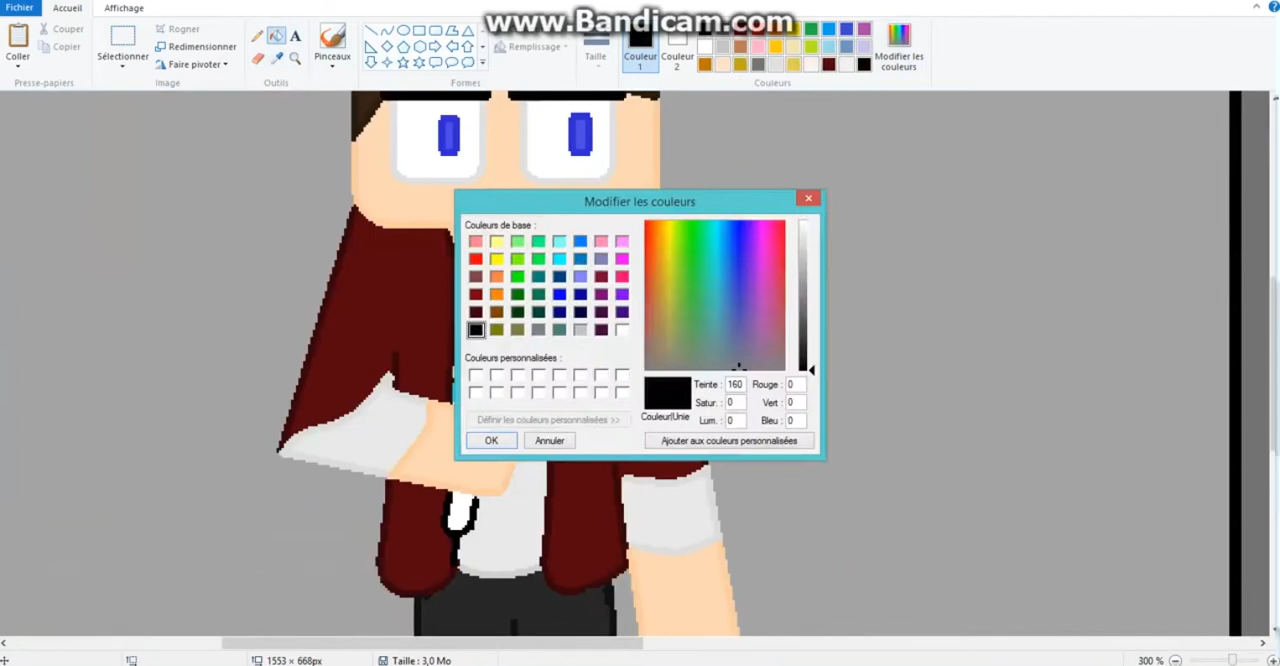 www.Bandicam.com
Fichier Accueil Affichage
Coller
Couper
Copier
Presse-papiers
Sélectionner
Rogner
Redimensionner
Faire pivoter
Image
A
Outils
Pinceaux
Remplissage
Formes
Taille
Couleur 1
Couleur 2
Modifier les couleurs
Couleurs
Modifier les couleurs
Couleurs de base :
Couleurs personnalisées :
Définir les couleurs personnalisées >>
OK Annuler
Couleur|Unie
Teinte : 160 Rouge : 0
Satur. : 0 Vert : 0
Lum. : 0 Bleu : 0
Ajouter aux couleurs personnalisées
1553 × 668px Taille : 3,0 Mo 300 %